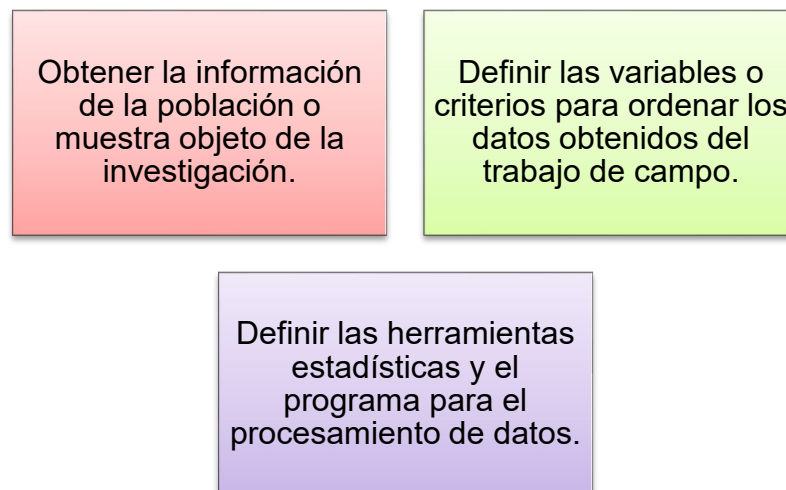 Obtener la información
de la población o
muestra objeto de la
investigación.
Definir las variables o
criterios para ordenar los
datos obtenidos del
trabajo de campo.
Definir las herramientas
estadísticas y el
programa para el
procesamiento de datos.